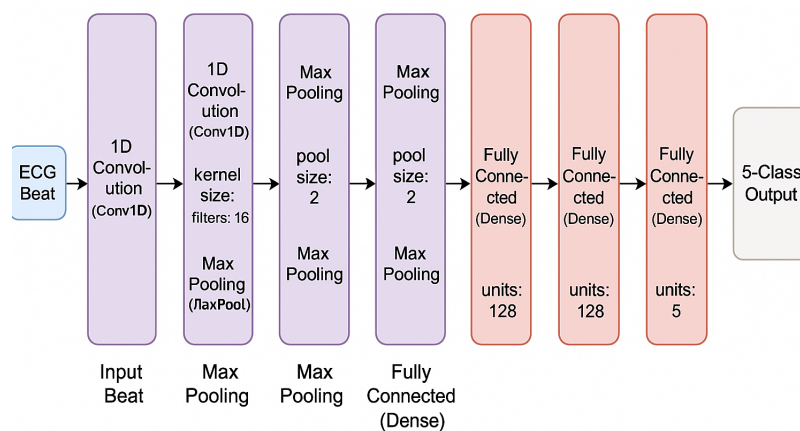 ECG
Beat
1D
Convol-
ution
(Conv1D)
1D
Convol-
ution
(Conv1D)
kernel
size:
filters: 16
Max
Pooling
(ЛaxPool)
Max
Pooling
pool
size:
2
Max
Pooling
Max
Pooling
pool
size:
2
Max
Pooling
Fully
Conne-
cted
(Dense)
units:
128
Fully
Conne-
cted
(Dense)
units:
128
Fully
Conne-
cted
(Dense)
units:
5
5-Class
Output
Input
Beat
Max
Pooling
Max
Pooling
Fully
Connected
(Dense)